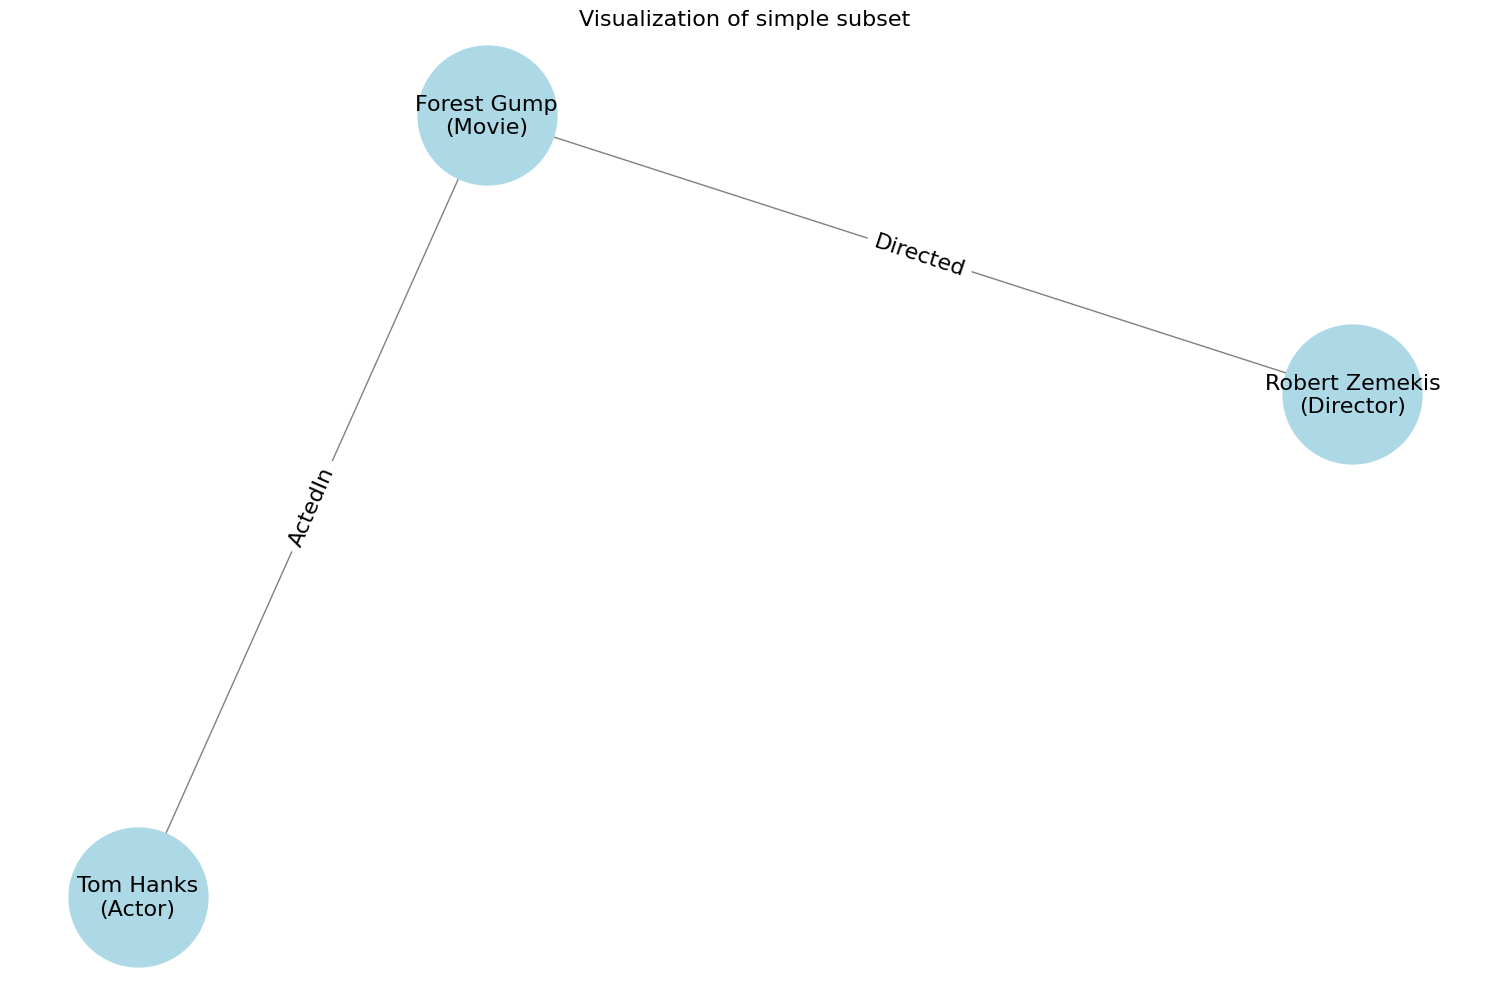 Visualization of simple subset
Forest Gump
(Movie)
Directed
Robert Zemekis
(Director)
ActedIn
Tom Hanks
(Actor)